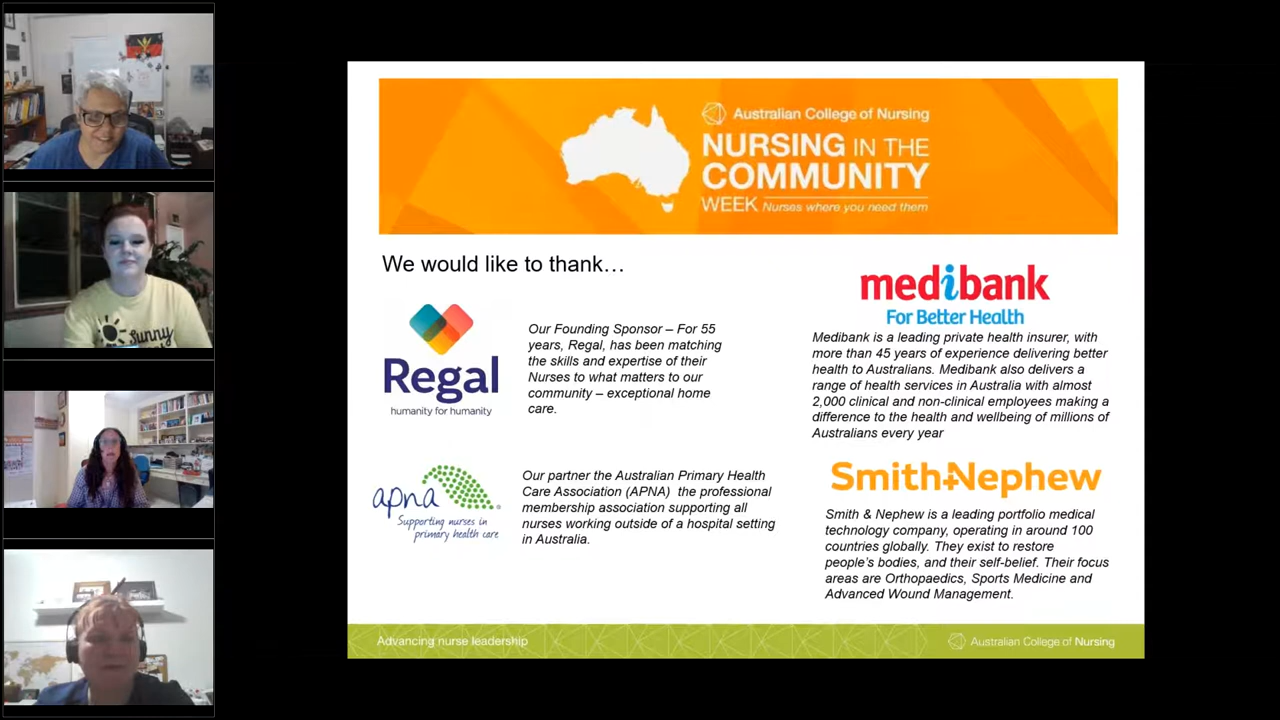 Australian College of Nursing
NURSING IN THE
COMMUNITY
WEEK Nurses where you need them
We would like to thank…
Regal
humanity for humanity
Our Founding Sponsor – For 55
years, Regal, has been matching
the skills and expertise of their
Nurses to what matters to our
community – exceptional home
care.
medibank
For Better Health
Medibank is a leading private health insurer, with
more than 45 years of experience delivering better
health to Australians. Medibank also delivers a
range of health services in Australia with almost
2,000 clinical and non-clinical employees making a
difference to the health and wellbeing of millions of
Australians every year
apna
Supporting nurses in
primary health care
Our partner the Australian Primary Health
Care Association (APNA) the professional
membership association supporting all
nurses working outside of a hospital setting
in Australia.
Smith+Nephew
Smith & Nephew is a leading portfolio medical
technology company, operating in around 100
countries globally. They exist to restore
people's bodies, and their self-belief. Their focus
areas are Orthopaedics, Sports Medicine and
Advanced Wound Management.
Advancing nurse leadership
Australian College of Nursing
Sunny